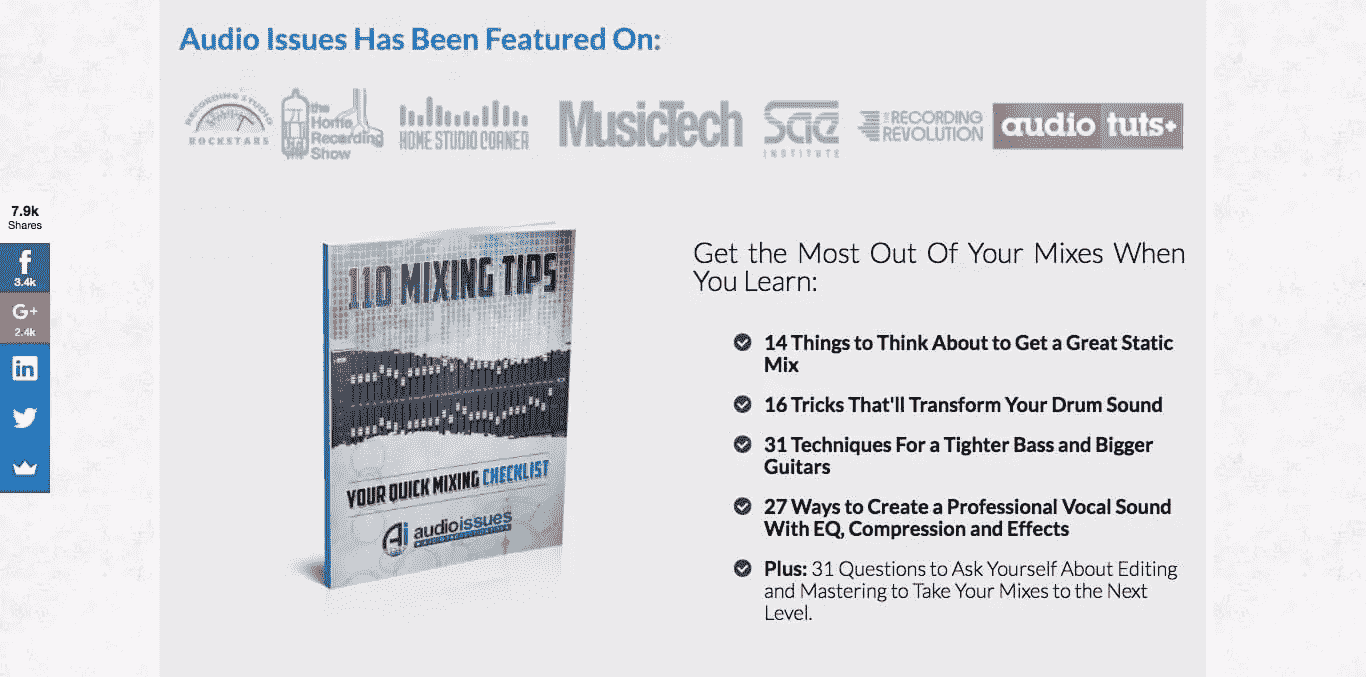 Audio Issues Has Been Featured On:
RECORDING STUDIO
ROCKSTARS
the
Home
Recording
Show
HOME STUDIO CORNER
MusicTech
sae
INSTITUTE
THE RECORDING
REVOLUTION
audio tuts+
7.9k
Shares
f
3.4k
G+
2.4k
in
110 MIXING TIPS
YOUR QUICK MIXING CHECKLIST
Ai audioissues
Get the Most Out Of Your Mixes When
You Learn:
14 Things to Think About to Get a Great Static
Mix
16 Tricks That'll Transform Your Drum Sound
31 Techniques For a Tighter Bass and Bigger
Guitars
27 Ways to Create a Professional Vocal Sound
With EQ, Compression and Effects
Plus: 31 Questions to Ask Yourself About Editing
and Mastering to Take Your Mixes to the Next
Level.